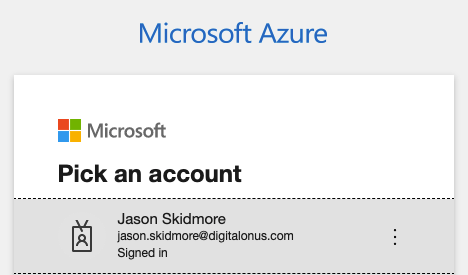 Microsoft Azure
Microsoft
Pick an account
Jason Skidmore
jason.skidmore@digitalonus.com
Signed in